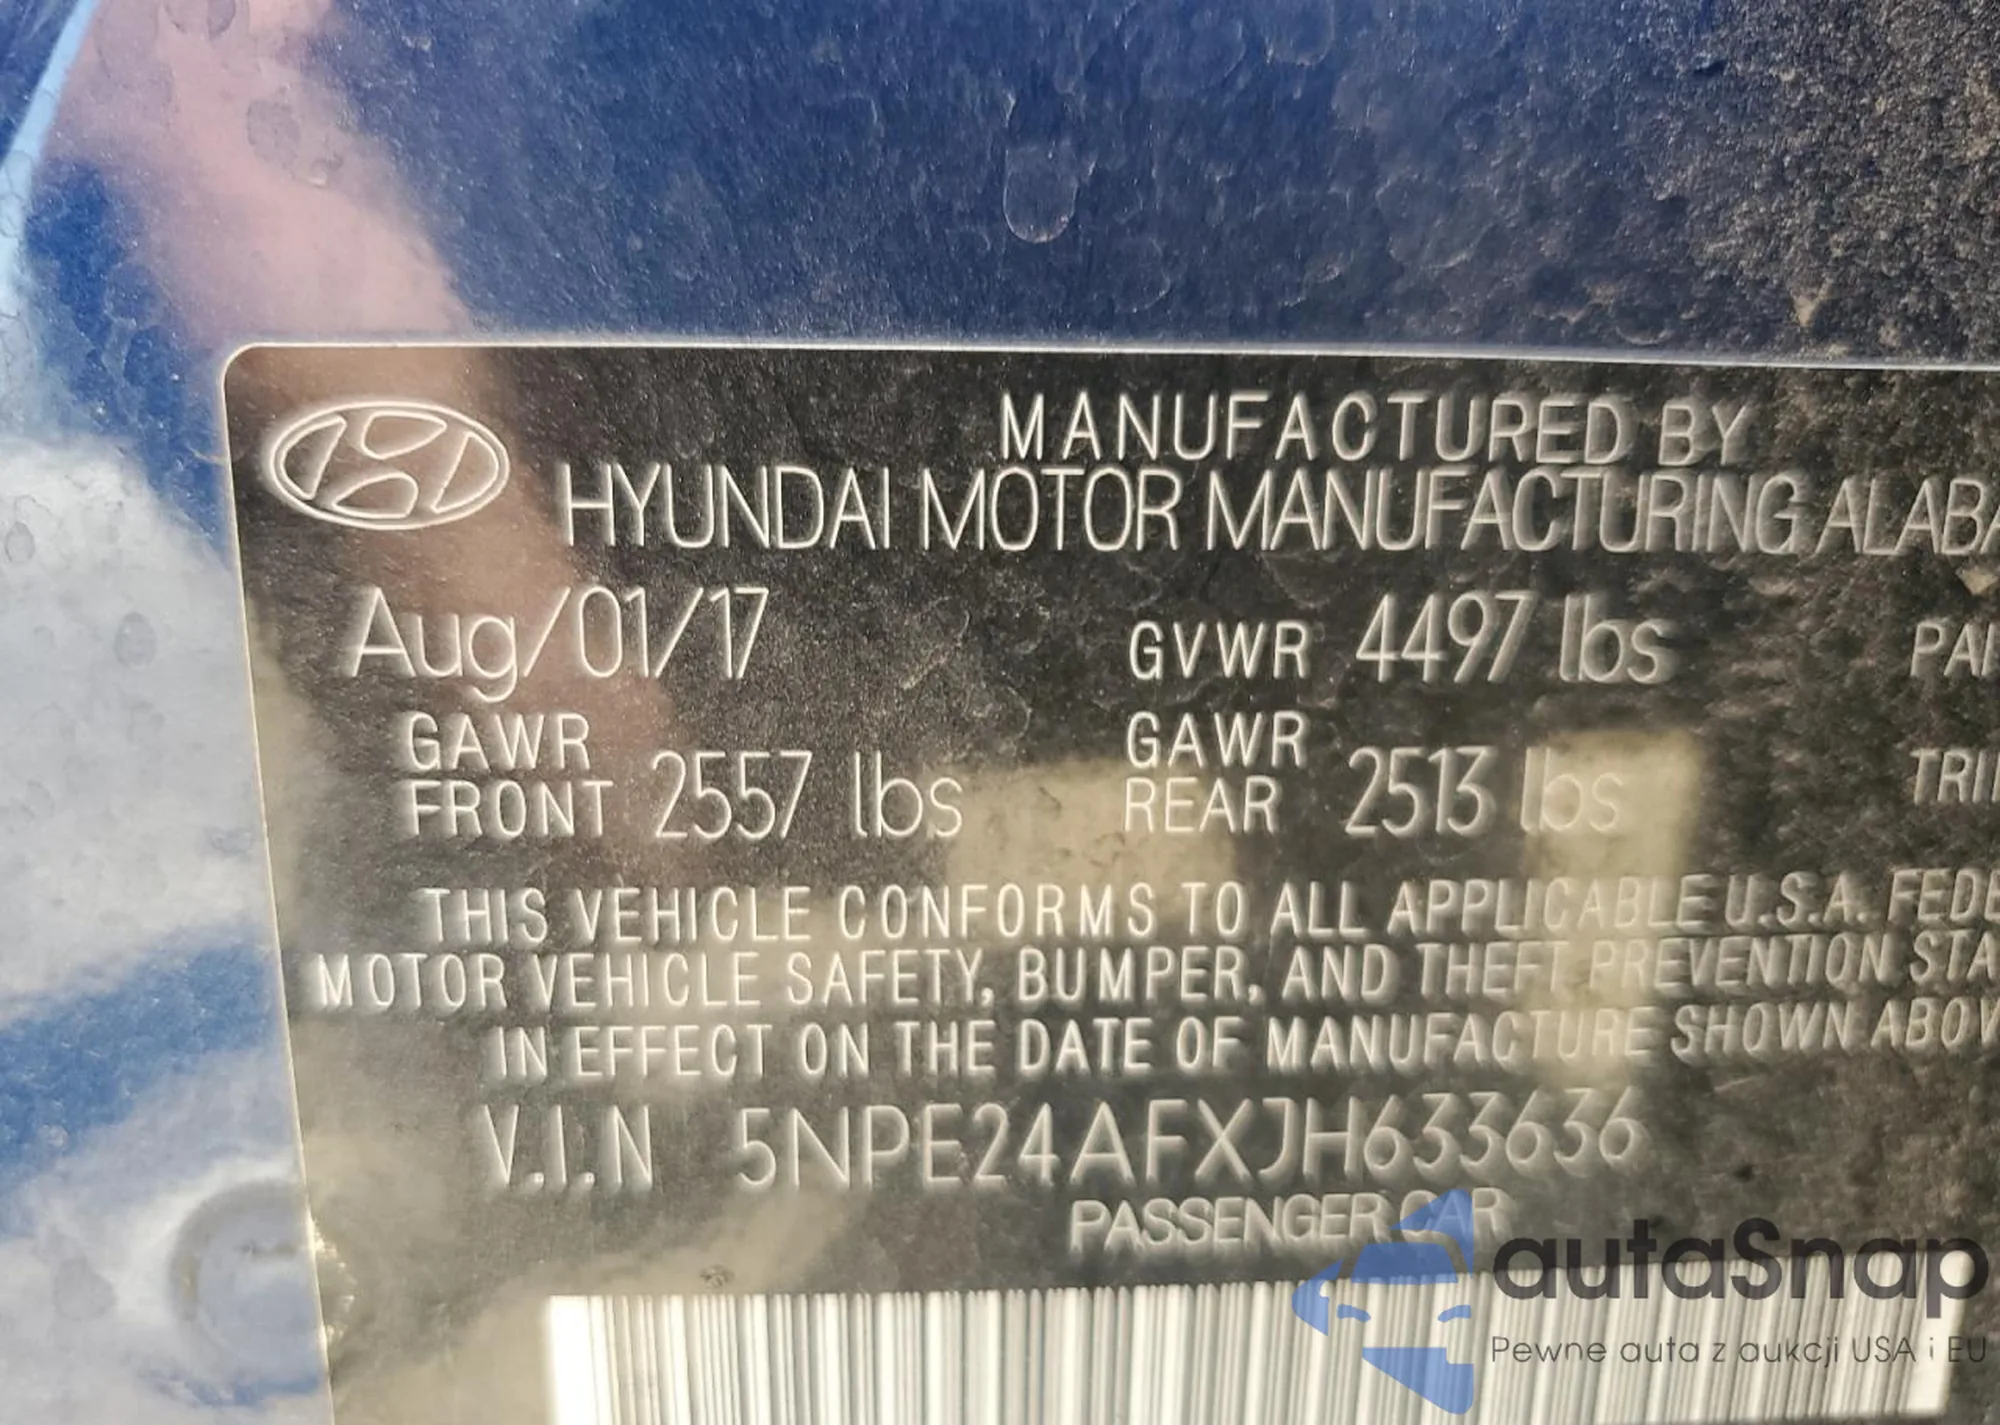 MANUFACTURED BY
HYUNDAI MOTOR MANUFACTURING ALABA
Aug/01/17 GVWR 4497 lbs PAI
GAWR FRONT 2557 lbs GAWR REAR 2513 lbs TRI
THIS VEHICLE CONFORMS TO ALL APPLICABLE U.S.A. FEDE
MOTOR VEHICLE SAFETY, BUMPER, AND THEFT PREVENTION STA
IN EFFECT ON THE DATE OF MANUFACTURE SHOWN ABOV
V.I.N 5NPE24AFXJH633636
PASSENGER CAR
autaSnap
Pewne auta z aukcji USA i EU